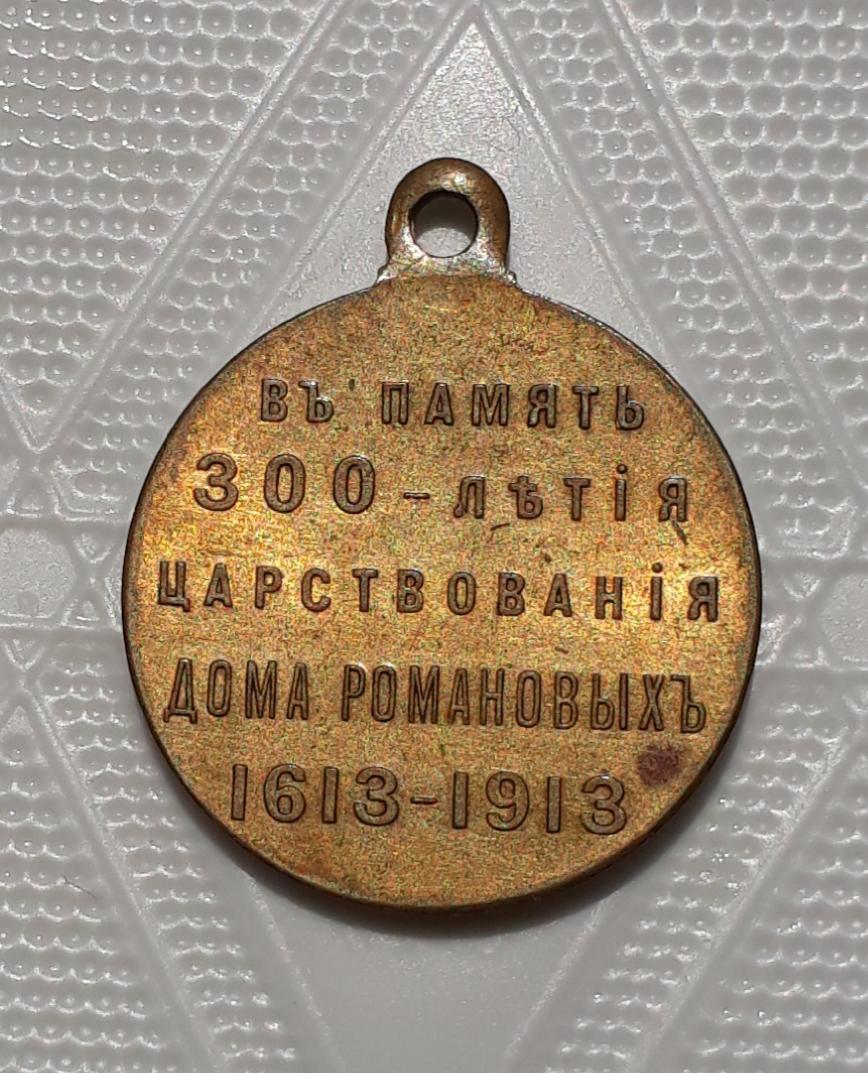 ВЪ ПАМЯТЬ
300-ЛѢТІЯ
ЦАРСТВОВАНІЯ
ДОМА РОМАНОВЫХЪ
1613-1913